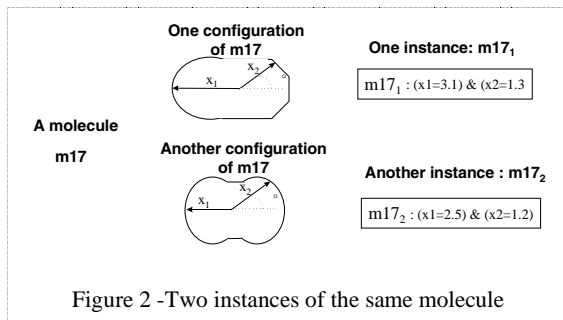 One configuration
of m17
One instance: m17₁
x₁
x₂
°
m17₁ : (x1=3.1) & (x2=1.3
A molecule
m17
Another configuration
of m17
Another instance : m17₂
x₁
x₂
°
m17₂ : (x1=2.5) & (x2=1.2)
Figure 2 -Two instances of the same molecule